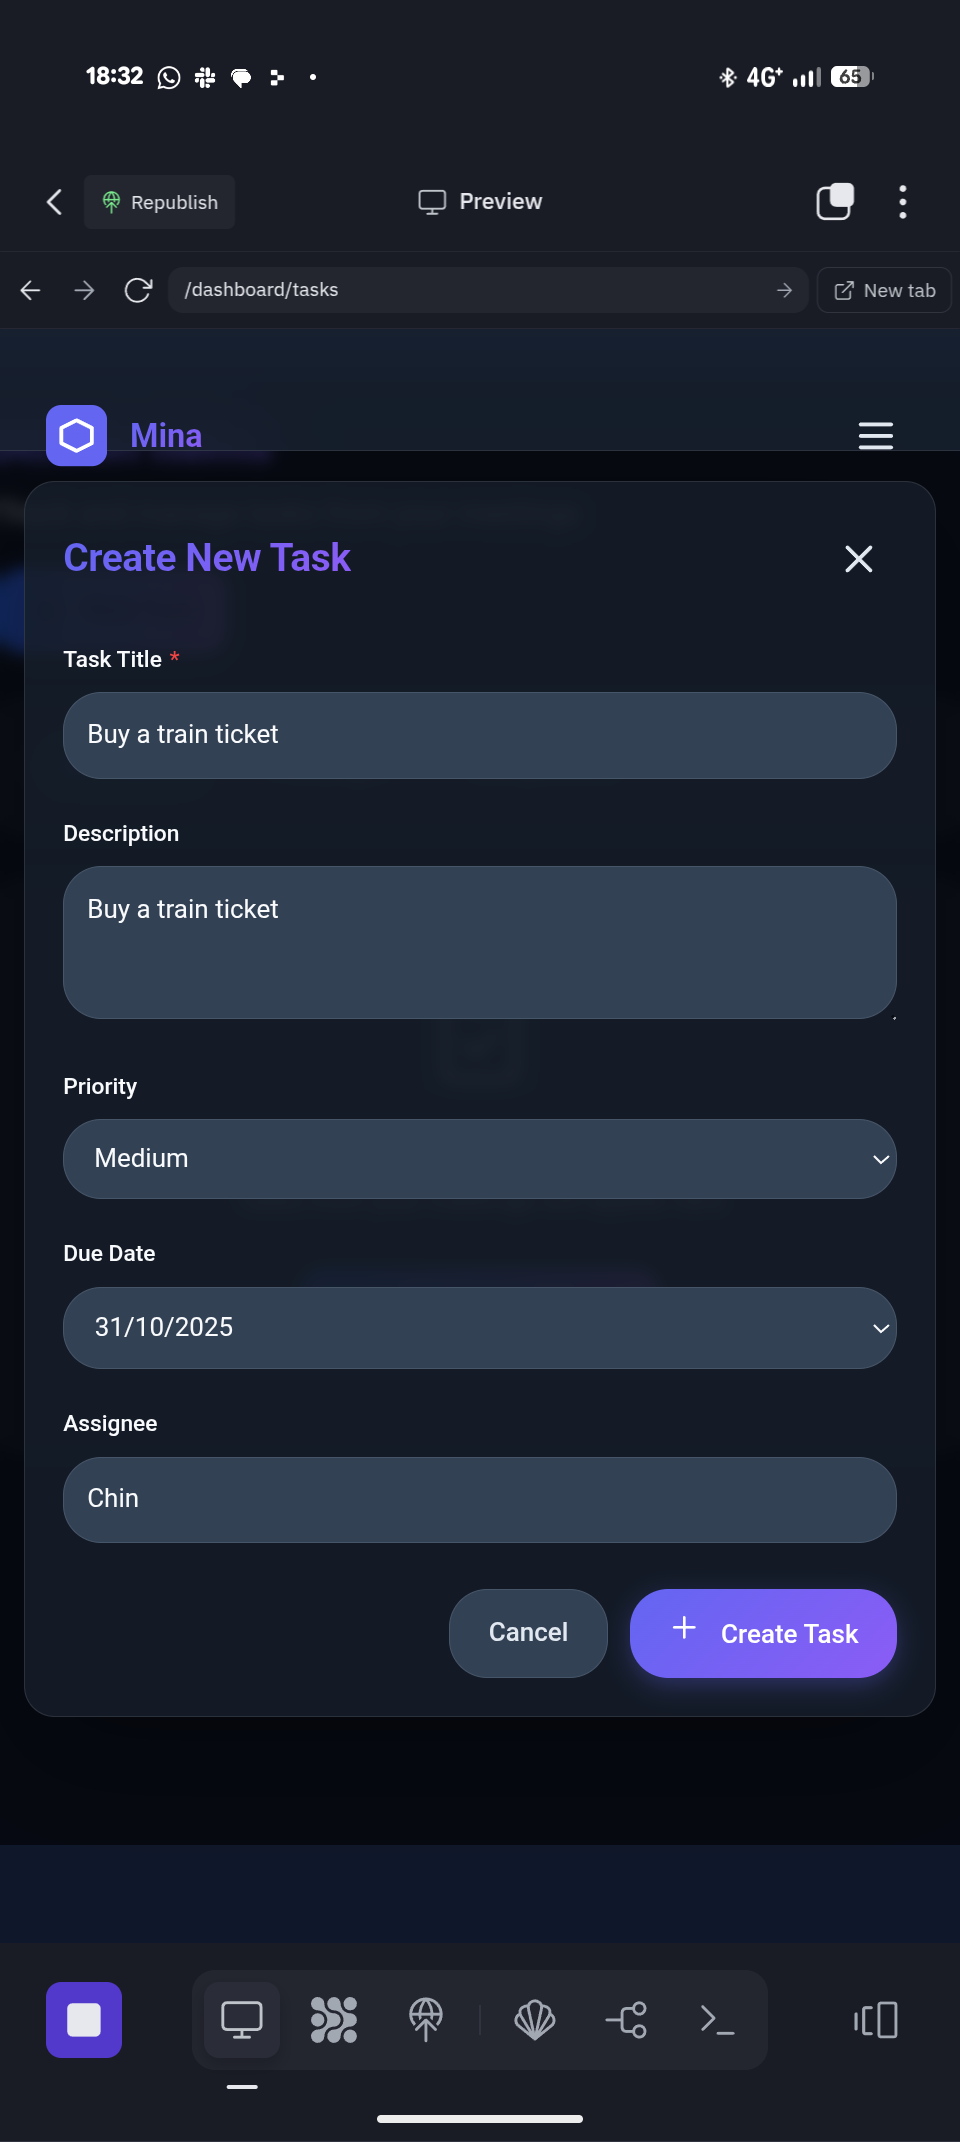 18:32
4G+
65
Republish
Preview
/dashboard/tasks
New tab
Mina
Create New Task
Task Title *
Buy a train ticket
Description
Buy a train ticket
Priority
Medium
Due Date
31/10/2025
Assignee
Chin
Cancel
Create Task